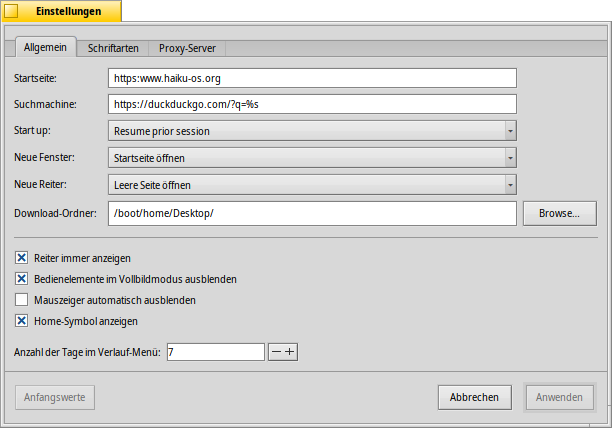 Einstellungen
Allgemein Schriftarten Proxy-Server
Startseite: https:www.haiku-os.org
Suchmachine: https://duckduckgo.com/?q=%s
Start up: Resume prior session
Neue Fenster: Startseite öffnen
Neue Reiter: Leere Seite öffnen
Download-Ordner: /boot/home/Desktop/ Browse...
Reiter immer anzeigen
Bedienelemente im Vollbildmodus ausblenden
Mauszeiger automatisch ausblenden
Home-Symbol anzeigen
Anzahl der Tage im Verlauf-Menü: 7
Anfangswerte Abbrechen Anwenden